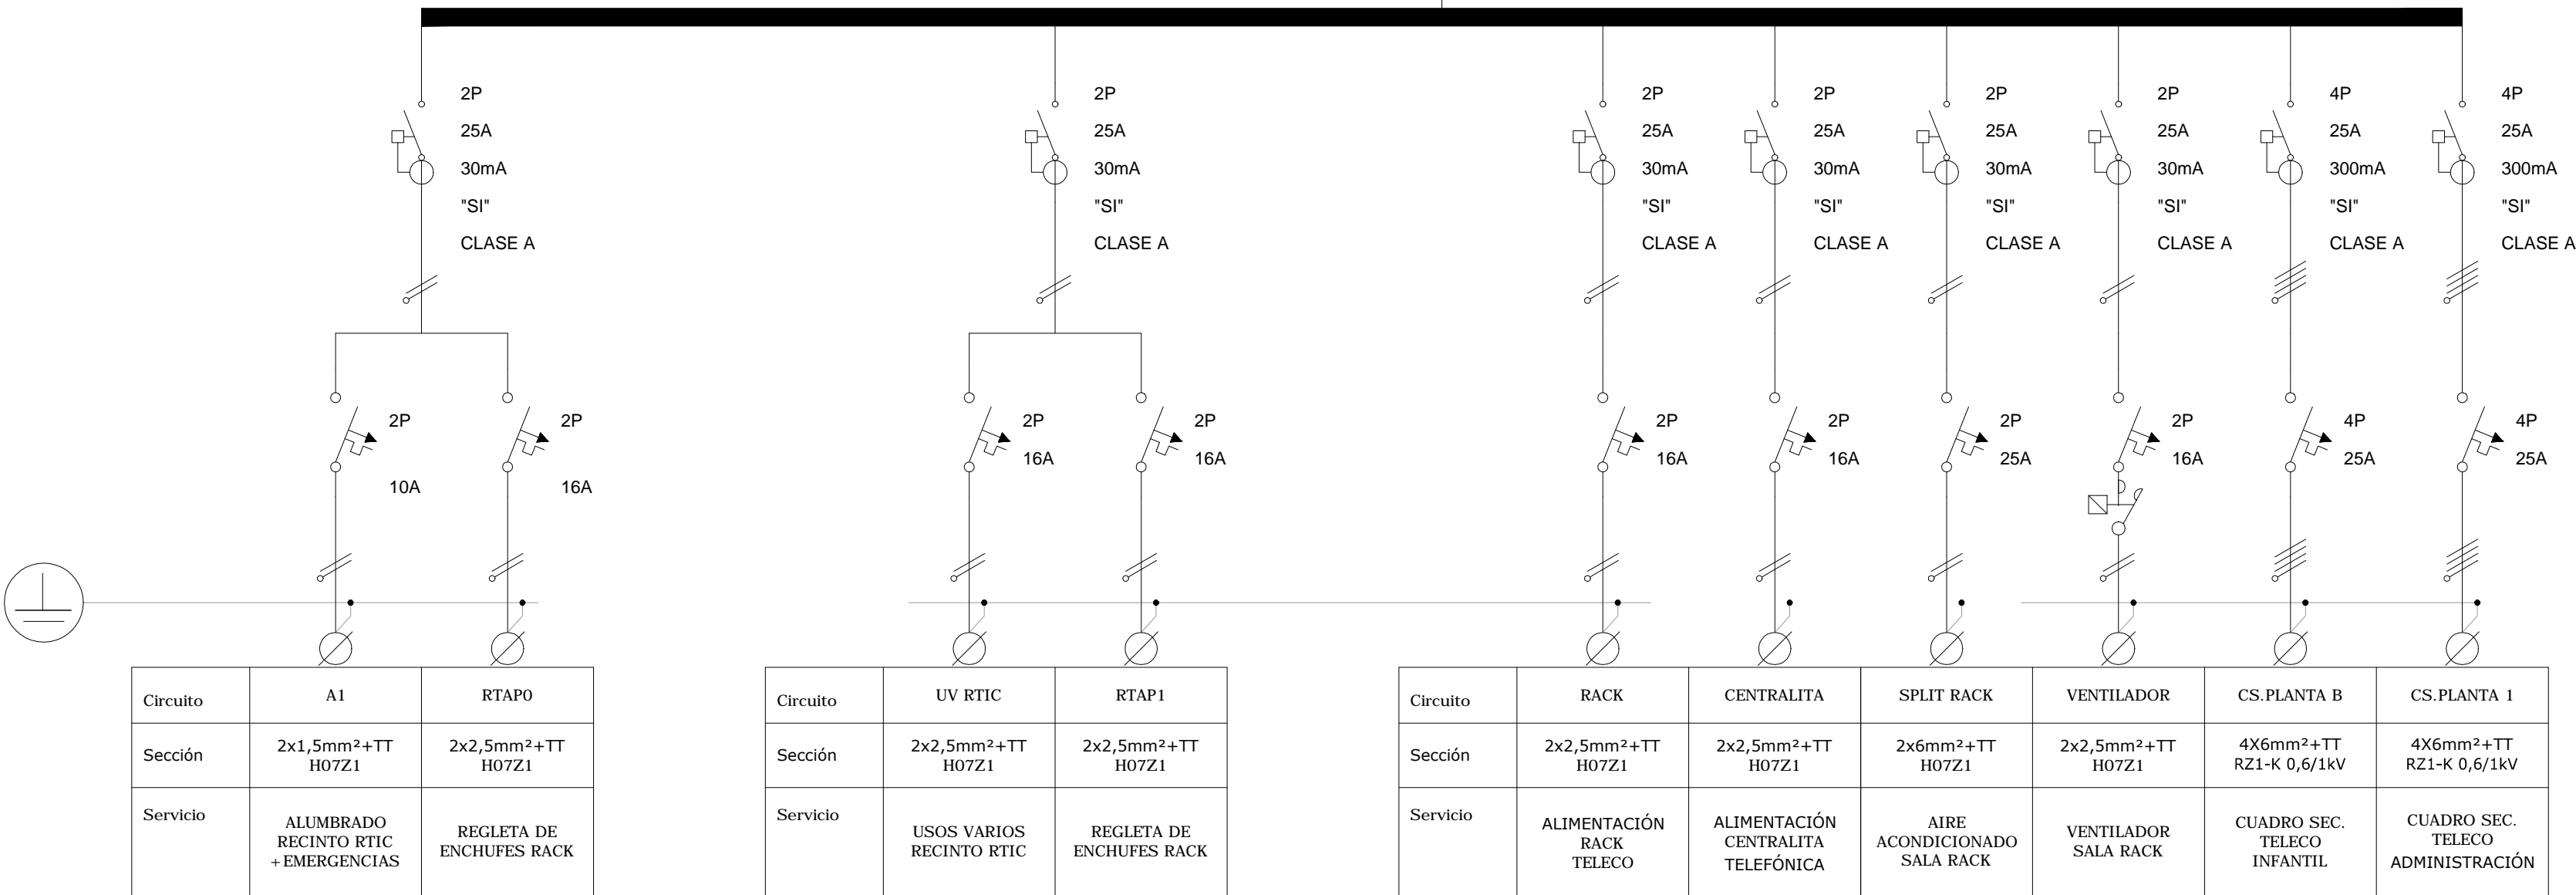 2P
25A
30mA
"SI"
CLASE A
2P
25A
30mA
"SI"
CLASE A
2P
25A
30mA
"SI"
CLASE A
2P
25A
30mA
"SI"
CLASE A
2P
25A
30mA
"SI"
CLASE A
2P
25A
30mA
"SI"
CLASE A
4P
25A
300mA
"SI"
CLASE A
4P
25A
300mA
"SI"
CLASE A
2P
10A
2P
16A
2P
16A
2P
16A
2P
16A
2P
16A
2P
25A
2P
16A
4P
25A
4P
25A
Circuito
A1
RTAP0
Sección
2x1,5mm²+TT
H07Z1
2x2,5mm²+TT
H07Z1
Servicio
ALUMBRADO
RECINTO RTIC
+EMERGENCIAS
REGLETA DE
ENCHUFES RACK
Circuito
UV RTIC
RTAP1
Sección
2x2,5mm²+TT
H07Z1
2x2,5mm²+TT
H07Z1
Servicio
USOS VARIOS
RECINTO RTIC
REGLETA DE
ENCHUFES RACK
Circuito
RACK
CENTRALITA
SPLIT RACK
VENTILADOR
CS.PLANTA B
CS.PLANTA 1
Sección
2x2,5mm²+TT
H07Z1
2x2,5mm²+TT
H07Z1
2x6mm²+TT
H07Z1
2x2,5mm²+TT
H07Z1
4X6mm²+TT
RZ1-K 0,6/1kV
4X6mm²+TT
RZ1-K 0,6/1kV
Servicio
ALIMENTACIÓN
RACK
TELECO
ALIMENTACIÓN
CENTRALITA
TELEFÓNICA
AIRE
ACONDICIONADO
SALA RACK
VENTILADOR
SALA RACK
CUADRO SEC.
TELECO
INFANTIL
CUADRO SEC.
TELECO
ADMINISTRACIÓN